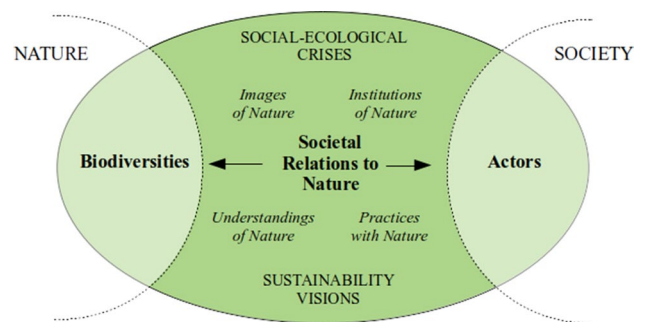 NATURE
SOCIETY
SOCIAL-ECOLOGICAL
CRISES
Images
of Nature
Institutions
of Nature
Biodiversities
Societal
Relations to
Nature
Actors
Understandings
of Nature
Practices
with Nature
SUSTAINABILITY
VISIONS